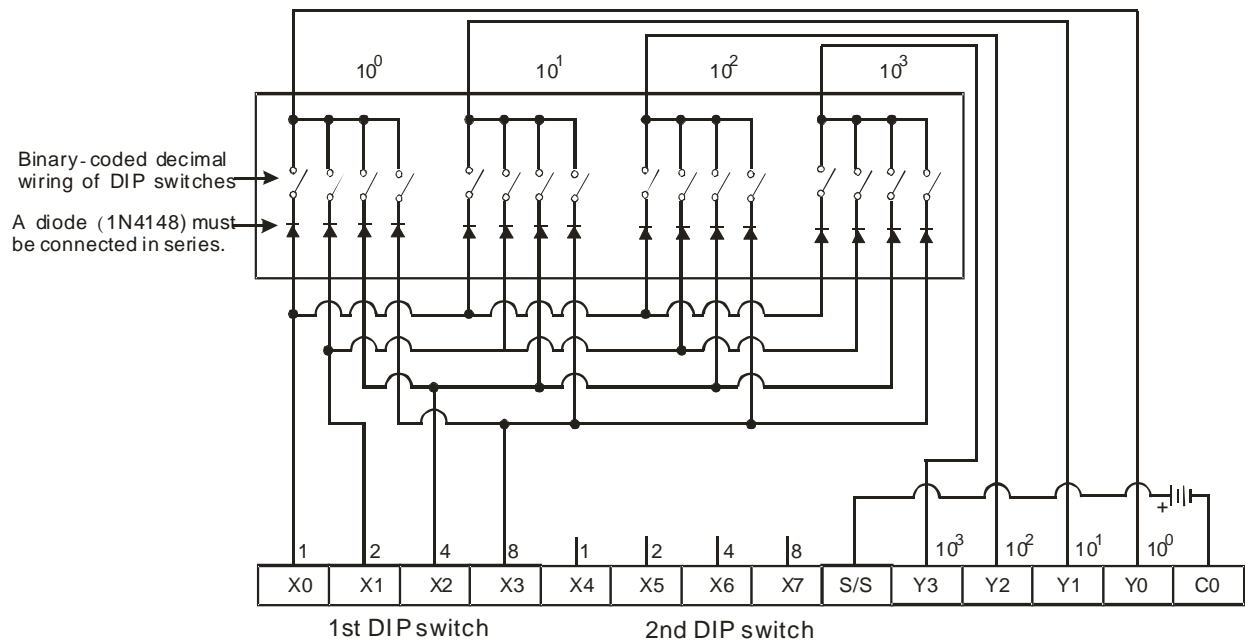 10⁰ 10¹ 10² 10³
Binary-coded decimal
wiring of DIP switches
A diode (1N4148) must
be connected in series.
+
1 2 4 8 1 2 4 8 10³ 10² 10¹ 10⁰
X0 X1 X2 X3 X4 X5 X6 X7 S/S Y3 Y2 Y1 Y0 C0
1st DIP switch 2nd DIP switch